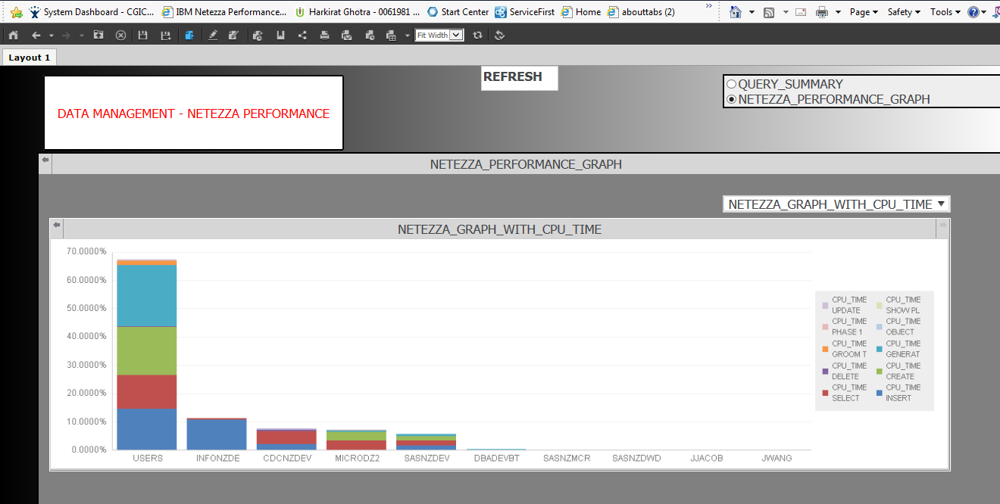 System Dashboard - CGIC... IBM Netezza Performance... Harkirat Ghotra - 0061981 ... Start Center ServiceFirst Home abouttabs (2) »
Page Safety Tools
Fit Width
Layout 1
REFRESH
QUERY_SUMMARY
NETEZZA_PERFORMANCE_GRAPH
DATA MANAGEMENT - NETEZZA PERFORMANCE
NETEZZA_PERFORMANCE_GRAPH
NETEZZA_GRAPH_WITH_CPU_TIME
NETEZZA_GRAPH_WITH_CPU_TIME
70.0000%
60.0000%
50.0000%
40.0000%
30.0000%
20.0000%
10.0000%
0.0000%
USERS INFONZDE CDCNZDEV MICRODZ2 SASNZDEV DBADEVBT SASNZMCR SASNZDWD JJACOB JWANG
CPU_TIME CPU_TIME
UPDATE SHOW PL
CPU_TIME CPU_TIME
PHASE 1 OBJECT
CPU_TIME CPU_TIME
GROOM T GENERAT
CPU_TIME CPU_TIME
DELETE CREATE
CPU_TIME CPU_TIME
SELECT INSERT